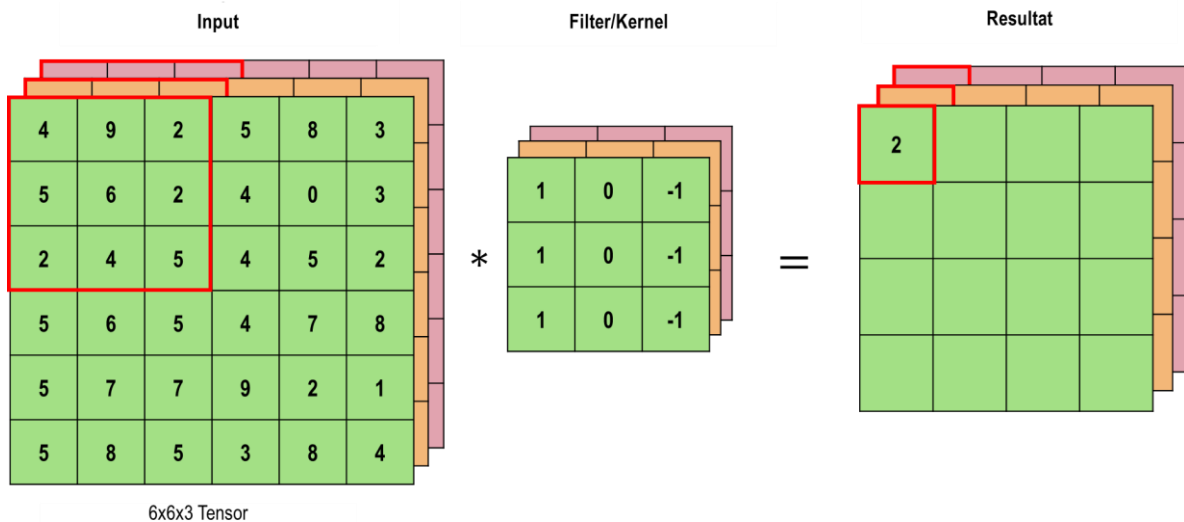 Input
Filter/Kernel
Resultat
4 9 2 5 8 3
5 6 2 4 0 3
2 4 5 4 5 2
5 6 5 4 7 8
5 7 7 9 2 1
5 8 5 3 8 4
*
1 0 -1
1 0 -1
1 0 -1
=
2
6x6x3 Tensor